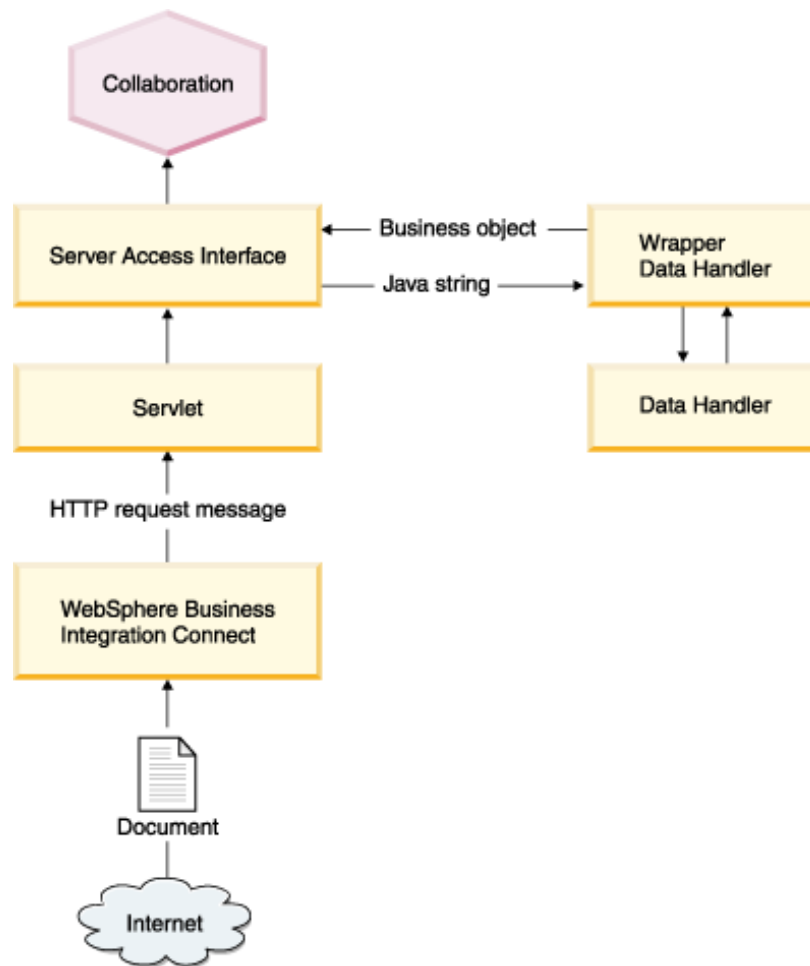 Collaboration
Server Access Interface
Business object
Java string
Wrapper
Data Handler
Servlet
Data Handler
HTTP request message
WebSphere Business
Integration Connect
Document
Internet